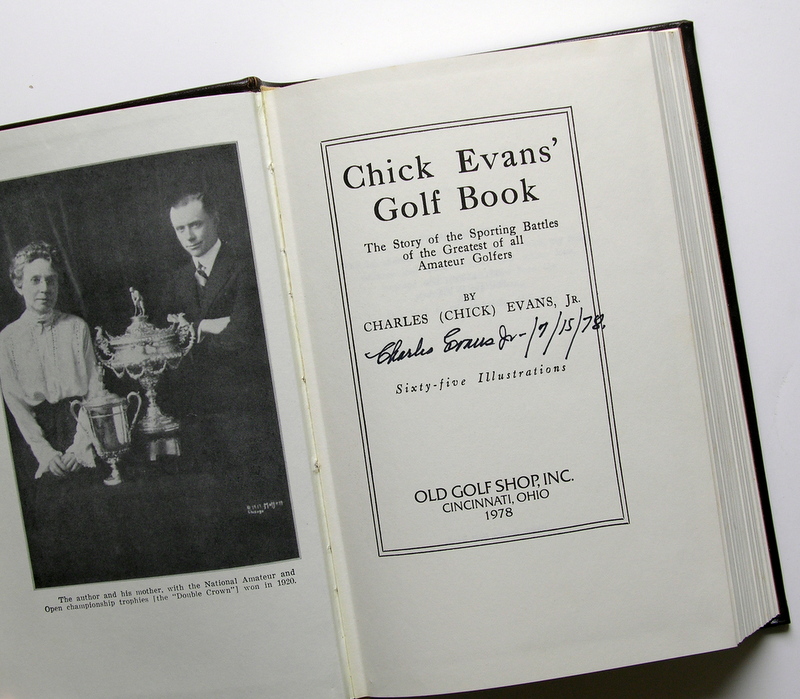 The author and his mother, with the National Amateur and
Open championship trophies [the "Double Crown"] won in 1920.
Chick Evans'
Golf Book
The Story of the Sporting Battles
of the Greatest of all
Amateur Golfers
BY
CHARLES (CHICK) EVANS, JR.
Charles Evans Jr-/7/15/78.
Sixty-five Illustrations
OLD GOLF SHOP, INC.
CINCINNATI, OHIO
1978